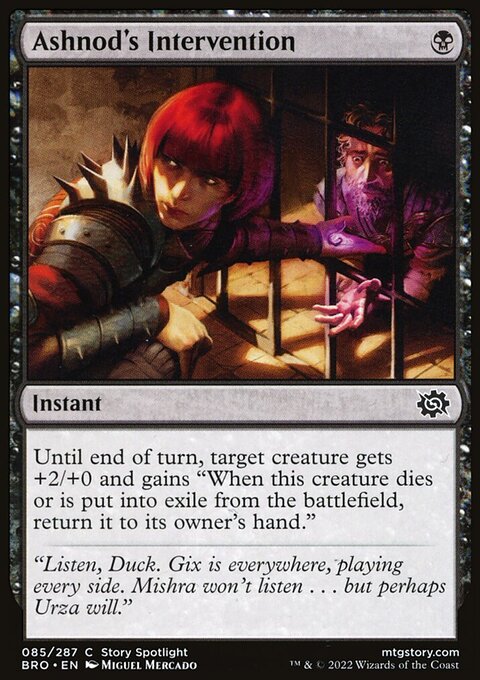 Ashnod's Intervention
Instant
Until end of turn, target creature gets
+2/+0 and gains “When this creature dies
or is put into exile from the battlefield,
return it to its owner's hand.”
“Listen, Duck. Gix is everywhere, playing
every side. Mishra won't listen . . . but perhaps
Urza will.”
085/287 C Story Spotlight
mtgstory.com
BRO • EN Miguel Mercado
™ & © 2022 Wizards of the Coast